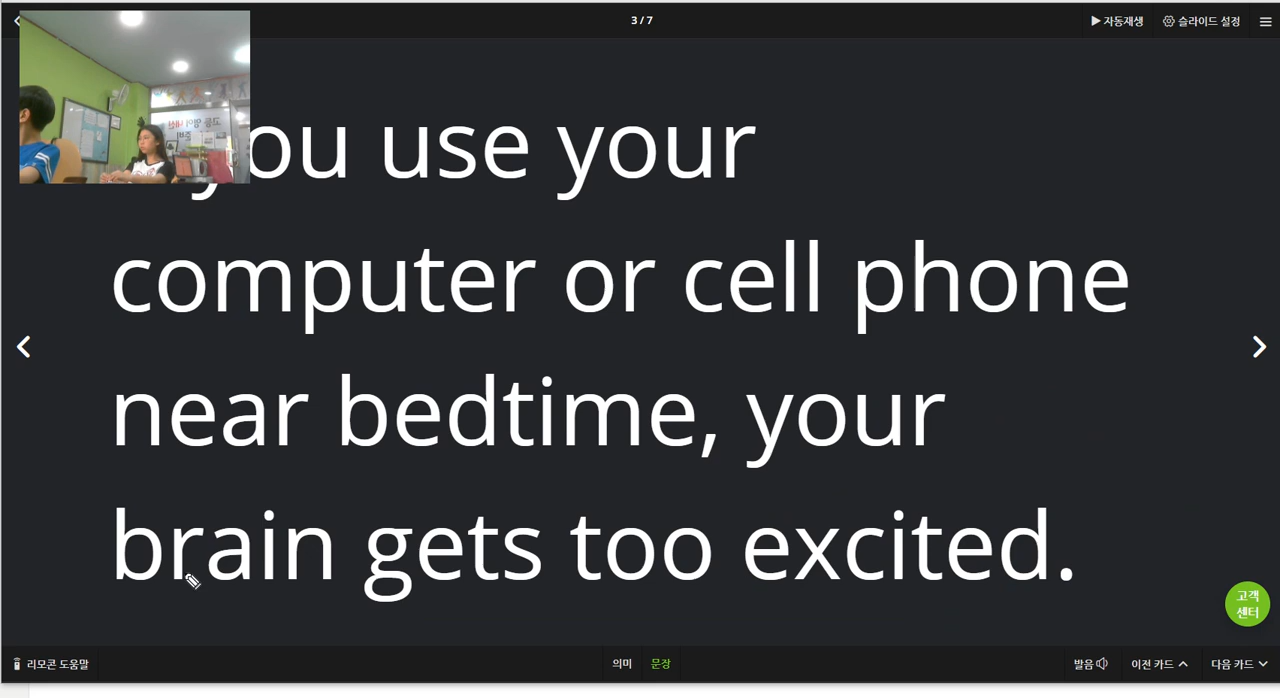 3 / 7
▶ 자동재생
슬라이드 설정
you use your
computer or cell phone
near bedtime, your
brain gets too excited.
고객
센터
리모콘 도움말
의미
문장
발음
이전 카드
다음 카드